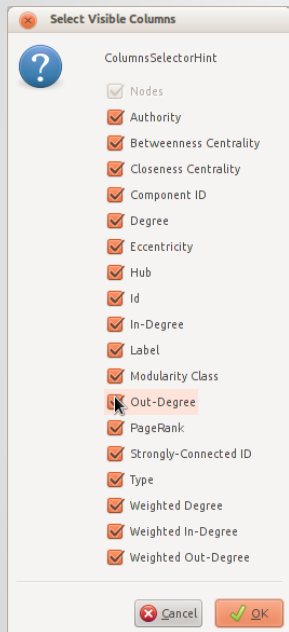 Select Visible Columns
ColumnsSelectorHint
Nodes
Authority
Betweenness Centrality
Closeness Centrality
Component ID
Degree
Eccentricity
Hub
Id
In-Degree
Label
Modularity Class
Out-Degree
PageRank
Strongly-Connected ID
Type
Weighted Degree
Weighted In-Degree
Weighted Out-Degree
Cancel
OK